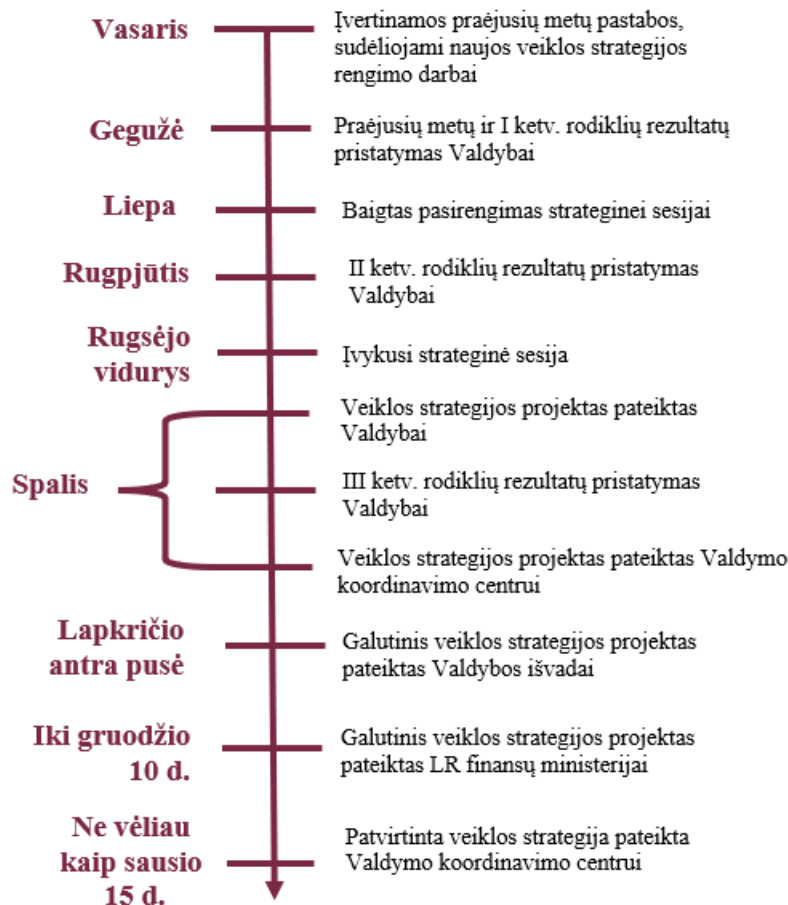 Vasaris
Įvertinamos praėjusių metų pastabos,
sudėliojami naujos veiklos strategijos
rengimo darbai
Gegužė
Praėjusių metų ir I ketv. rodiklių rezultatų
pristatymas Valdybai
Liepa
Baigtas pasirengimas strateginei sesijai
Rugpjūtis
II ketv. rodiklių rezultatų pristatymas
Valdybai
Rugsėjo
vidurys
Įvykusi strateginė sesija
Spalis
Veiklos strategijos projektas pateiktas
Valdybai
III ketv. rodiklių rezultatų pristatymas
Valdybai
Veiklos strategijos projektas pateiktas Valdymo
koordinavimo centrui
Lapkričio
antra pusė
Galutinis veiklos strategijos projektas
pateiktas Valdybos išvadai
Iki gruodžio
10 d.
Galutinis veiklos strategijos projektas
pateiktas LR finansų ministerijai
Ne vėliau
kaip sausio
15 d.
Patvirtinta veiklos strategija pateikta
Valdymo koordinavimo centrui